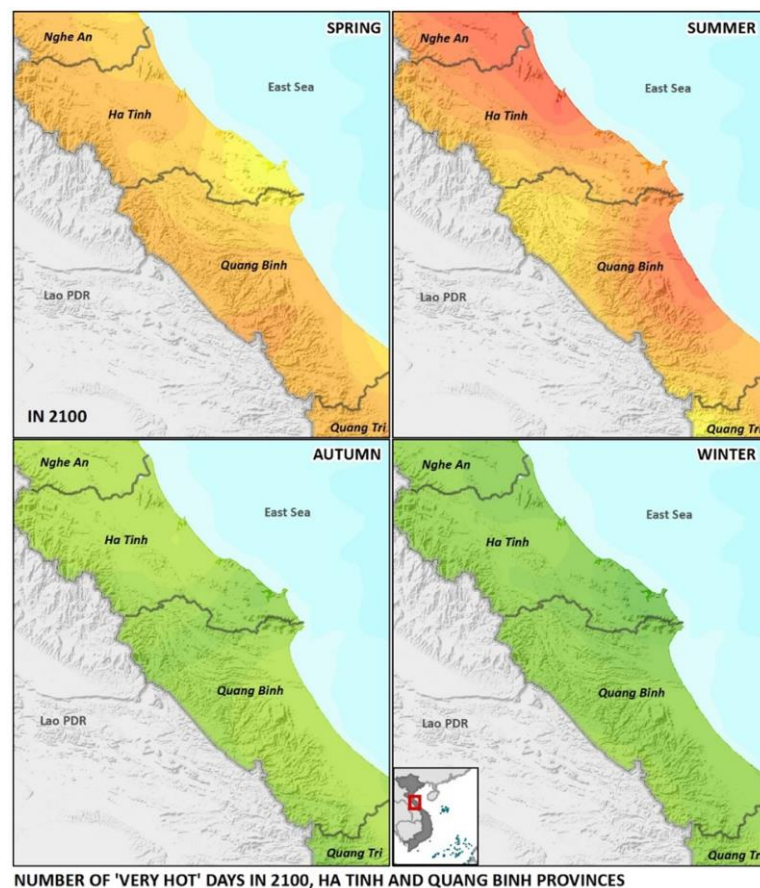 SPRING
Nghe An
East Sea
Ha Tinh
Quang Binh
Lao PDR
IN 2100
Quang Tri
SUMMER
Nghe An
East Sea
Ha Tinh
Quang Binh
Lao PDR
Quang Tri
AUTUMN
Nghe An
East Sea
Ha Tinh
Quang Binh
Lao PDR
Quang Tri
WINTER
Nghe An
East Sea
Ha Tinh
Quang Binh
Lao PDR
Quang Tri
NUMBER OF 'VERY HOT' DAYS IN 2100, HA TINH AND QUANG BINH PROVINCES